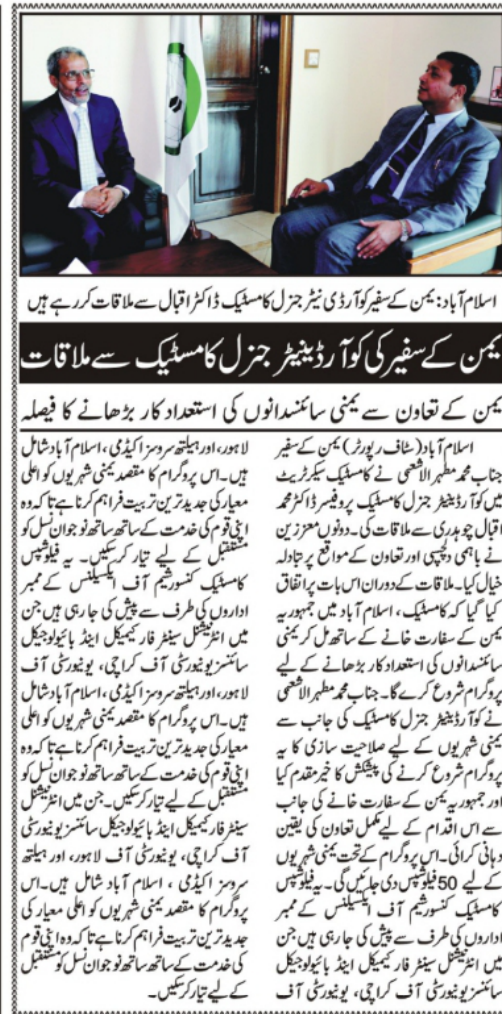 اسلام آباد: یمن کے سفیر کوآرڈی نیٹر جنرل کامسٹیک ڈاکٹر اقبال سے ملاقات کر رہے ہیں
یمن کے سفیر کی کوآرڈینیٹر جنرل کامسٹیک سے ملاقات
یمن کے تعاون سے یمنی سائنسدانوں کی استعداد کار بڑھانے کا فیصلہ
اسلام آباد (سٹاف رپورٹر) یمن کے سفیر
جناب محمد مطہر الاشعبی نے کامسٹیک سیکرٹریٹ
میں کوآرڈینیٹر جنرل کامسٹیک پروفیسر ڈاکٹر محمد
اقبال چوہدری سے ملاقات کی۔ دونوں معززین
نے باہمی دلچسپی اور تعاون کے مواقع پر تبادلہ
خیال کیا۔ ملاقات کے دوران اس بات پر اتفاق
کیا گیا کہ کامسٹیک، اسلام آباد میں جمہوریہ
یمن کے سفارت خانے کے ساتھ مل کر یمنی
سائنسدانوں کی استعداد کار بڑھانے کے لیے
پروگرام شروع کرے گا۔ جناب محمد مطہر الاشعبی
نے کوآرڈینیٹر جنرل کامسٹیک کی جانب سے
یمنی شہریوں کے لیے صلاحیت سازی کا یہ
پروگرام شروع کرنے کی پیشکش کا خیر مقدم کیا
اور جمہوریہ یمن کے سفارت خانے کی جانب
سے اس اقدام کے لیے مکمل تعاون کی یقین
دہانی کرائی۔ اس پروگرام کے تحت یمنی شہریوں
کے لیے 50 فیلوشپس دی جائیں گی۔ یہ فیلوشپس
کامسٹیک کنسورشیم آف ایکسیلنس کے ممبر
اداروں کی طرف سے پیش کی جا رہی ہیں جن
میں انٹرنیشنل سینٹر فار کیمیکل اینڈ بائیولوجیکل
سائنسز یونیورسٹی آف کراچی، یونیورسٹی آف
لاہور، اور ہیلتھ سروسز اکیڈمی، اسلام آباد شامل
ہیں۔ اس پروگرام کا مقصد یمنی شہریوں کو اعلی
معیار کی جدید ترین تربیت فراہم کرنا ہے تاکہ وہ
اپنی قوم کی خدمت کے ساتھ ساتھ نوجوان نسل کو
مستقبل کے لیے تیار کرسکیں۔ یہ فیلوشپس
کامسٹیک کنسورشیم آف ایکسیلنس کے ممبر
اداروں کی طرف سے پیش کی جا رہی ہیں جن
میں انٹرنیشنل سینٹر فار کیمیکل اینڈ بائیولوجیکل
سائنسز یونیورسٹی آف کراچی، یونیورسٹی آف
لاہور، اور ہیلتھ سروسز اکیڈمی، اسلام آباد شامل
ہیں۔ اس پروگرام کا مقصد یمنی شہریوں کو اعلی
معیار کی جدید ترین تربیت فراہم کرنا ہے تاکہ وہ
اپنی قوم کی خدمت کے ساتھ ساتھ نوجوان نسل کو
مستقبل کے لیے تیار کرسکیں۔ جن میں انٹرنیشنل
سینٹر فار کیمیکل اینڈ بائیولوجیکل سائنسز یونیورسٹی
آف کراچی، یونیورسٹی آف لاہور، اور ہیلتھ
سروسز اکیڈمی، اسلام آباد شامل ہیں۔ اس
پروگرام کا مقصد یمنی شہریوں کو اعلی معیار کی
جدید ترین تربیت فراہم کرنا ہے تاکہ وہ اپنی قوم
کی خدمت کے ساتھ ساتھ نوجوان نسل کو مستقبل
کے لیے تیار کرسکیں۔